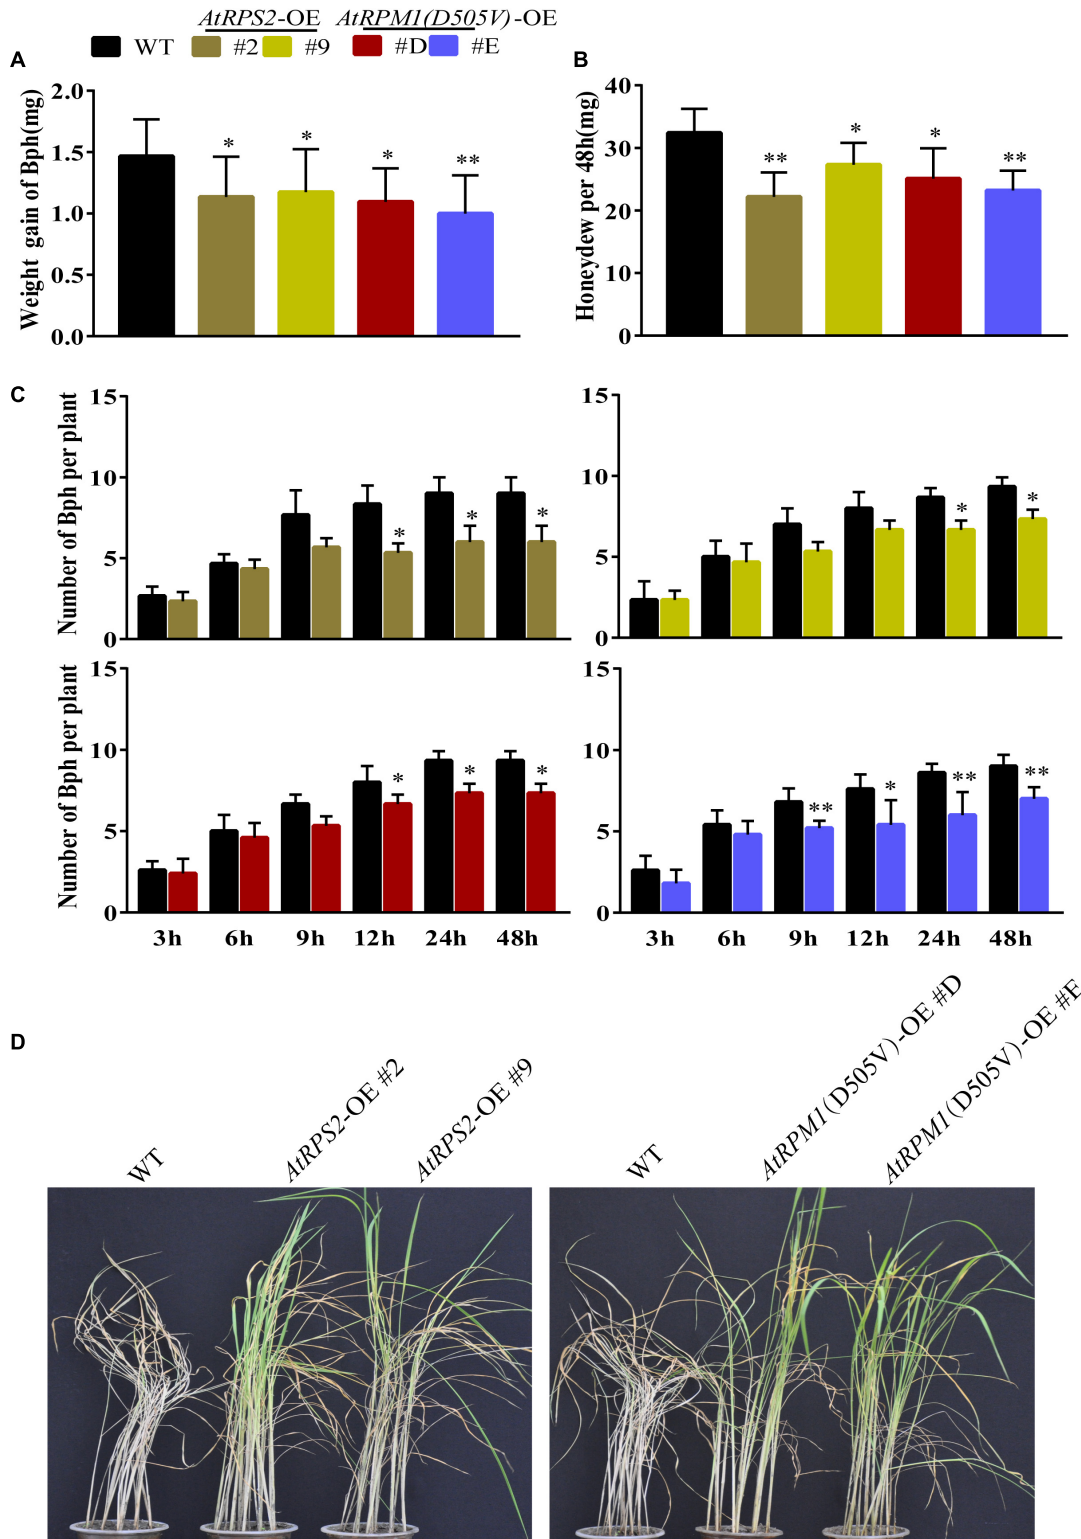 AtRPS2-OE AtRPM1(D505V)-OE
WT #2 #9 #D #E
A
Weight gain of Bph(mg)
2.0
1.5
1.0
0.5
0.0
* * * **
B
Honeydew per 48h(mg)
40
30
20
10
0
** * * **
C
Number of Bph per plant
15
10
5
0
* * *
15
10
5
0
* *
Number of Bph per plant
15
10
5
0
* * *
3h 6h 9h 12h 24h 48h
15
10
5
0
** * ** **
3h 6h 9h 12h 24h 48h
D
WT
AtRPS2-OE #2
AtRPS2-OE #9
WT
AtRPM1(D505V)-OE #D
AtRPM1(D505V)-OE #E